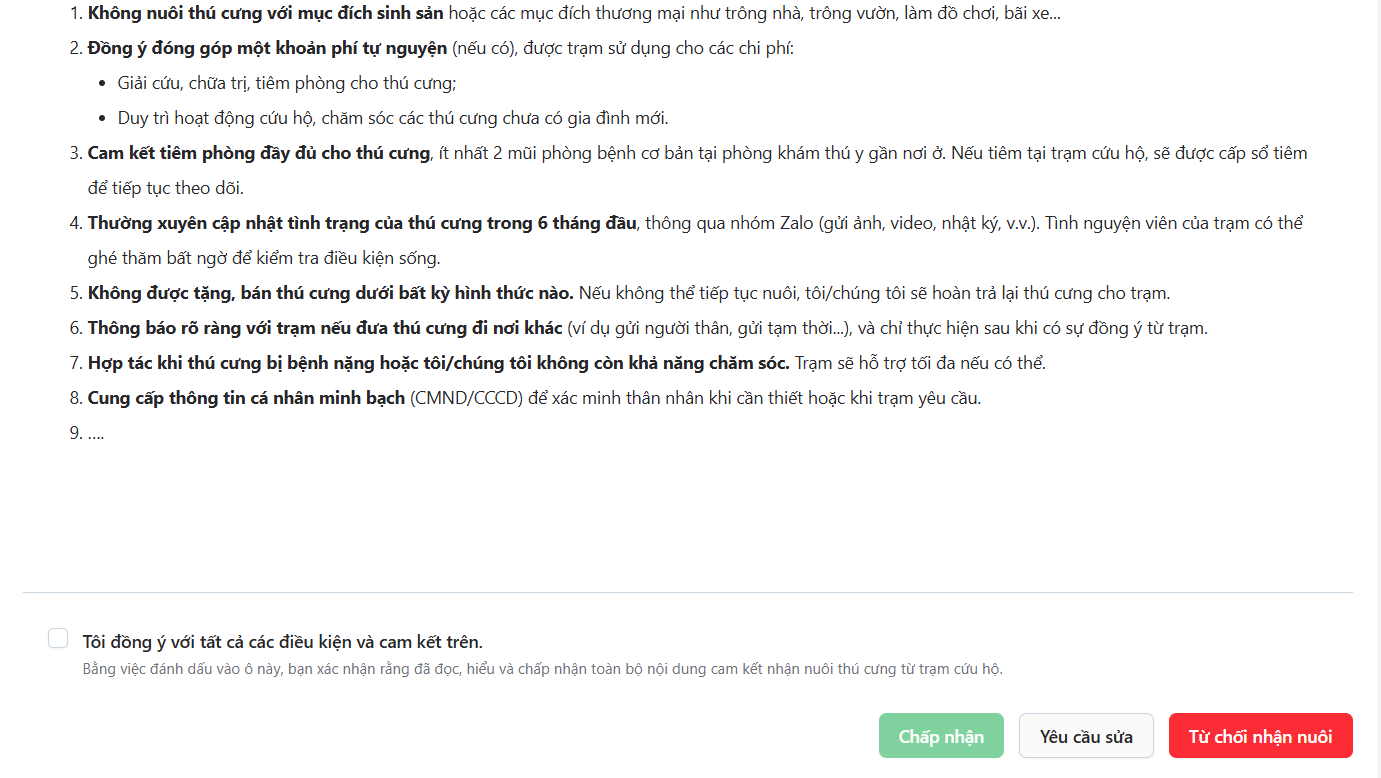 1. Không nuôi thú cưng với mục đích sinh sản hoặc các mục đích thương mại như trông nhà, trông vườn, làm đồ chơi, bãi xe...
2. Đồng ý đóng góp một khoản phí tự nguyện (nếu có), được trạm sử dụng cho các chi phí:
• Giải cứu, chữa trị, tiêm phòng cho thú cưng;
• Duy trì hoạt động cứu hộ, chăm sóc các thú cưng chưa có gia đình mới.
3. Cam kết tiêm phòng đầy đủ cho thú cưng, ít nhất 2 mũi phòng bệnh cơ bản tại phòng khám thú y gần nơi ở. Nếu tiêm tại trạm cứu hộ, sẽ được cấp sổ tiêm
để tiếp tục theo dõi.
4. Thường xuyên cập nhật tình trạng của thú cưng trong 6 tháng đầu, thông qua nhóm Zalo (gửi ảnh, video, nhật ký, v.v.). Tình nguyện viên của trạm có thể
ghé thăm bất ngờ để kiểm tra điều kiện sống.
5. Không được tặng, bán thú cưng dưới bất kỳ hình thức nào. Nếu không thể tiếp tục nuôi, tôi/chúng tôi sẽ hoàn trả lại thú cưng cho trạm.
6. Thông báo rõ ràng với trạm nếu đưa thú cưng đi nơi khác (ví dụ gửi người thân, gửi tạm thời...), và chỉ thực hiện sau khi có sự đồng ý từ trạm.
7. Hợp tác khi thú cưng bị bệnh nặng hoặc tôi/chúng tôi không còn khả năng chăm sóc. Trạm sẽ hỗ trợ tối đa nếu có thể.
8. Cung cấp thông tin cá nhân minh bạch (CMND/CCCD) để xác minh thân nhân khi cần thiết hoặc khi trạm yêu cầu.
9. ....
Tôi đồng ý với tất cả các điều kiện và cam kết trên.
Bằng việc đánh dấu vào ô này, bạn xác nhận rằng đã đọc, hiểu và chấp nhận toàn bộ nội dung cam kết nhận nuôi thú cưng từ trạm cứu hộ.
Chấp nhận
Yêu cầu sửa
Từ chối nhận nuôi